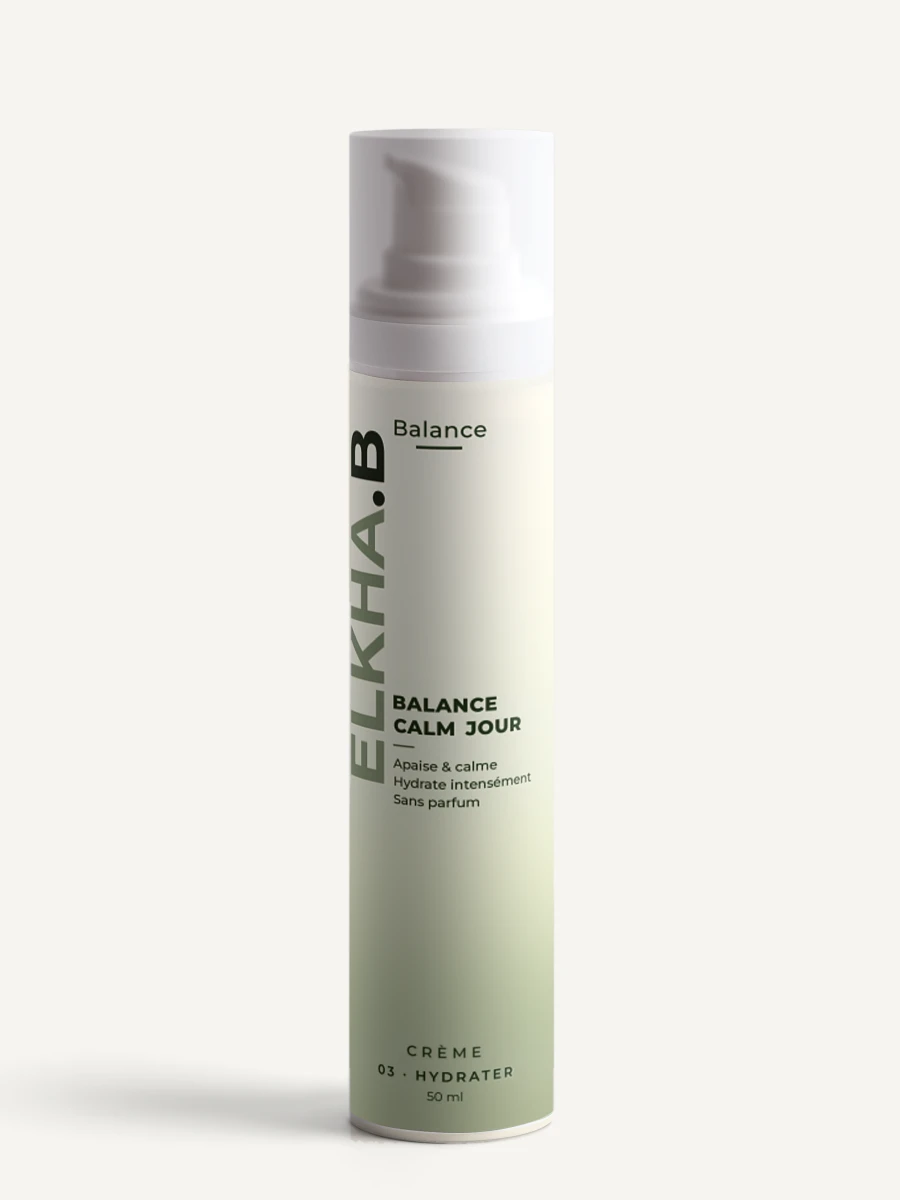 Balance
ELKHA.B
BALANCE
CALM JOUR
Apaise & calme
Hydrate intensément
Sans parfum
CRÈME
03 · HYDRATER
50 ml